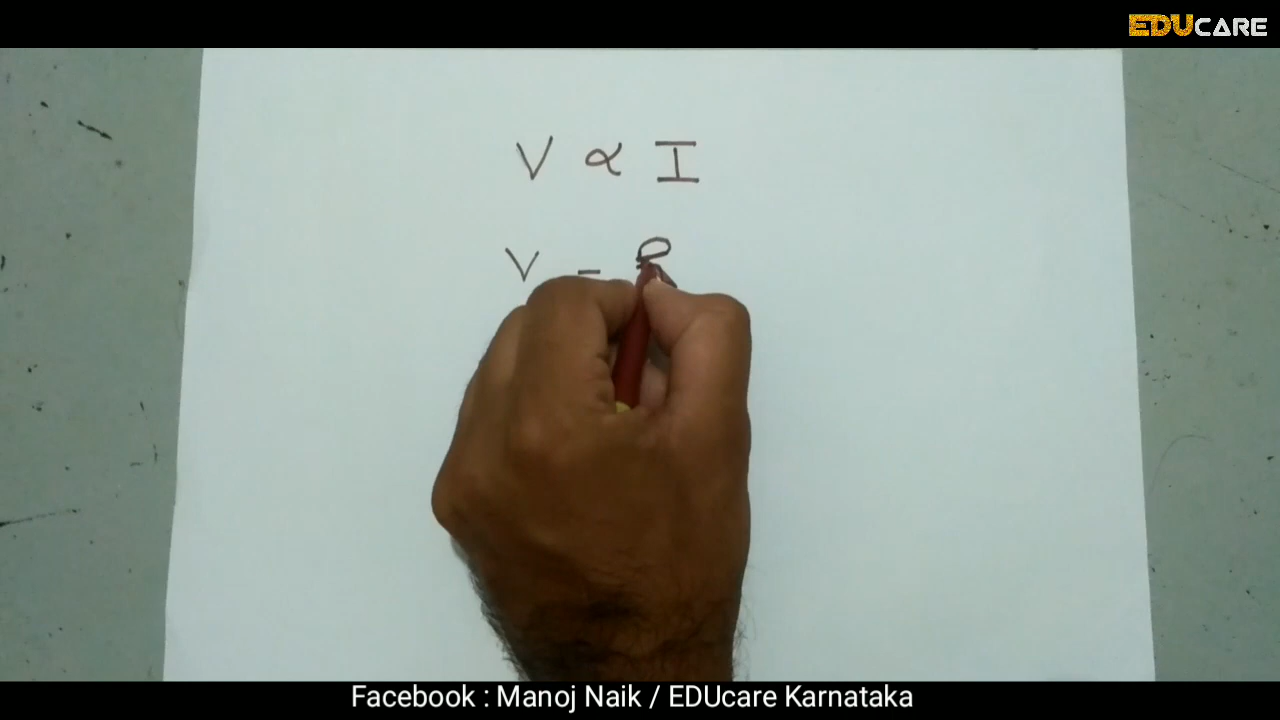 EDUCARE
V ∝ I
V =
Facebook : Manoj Naik / EDUcare Karnataka